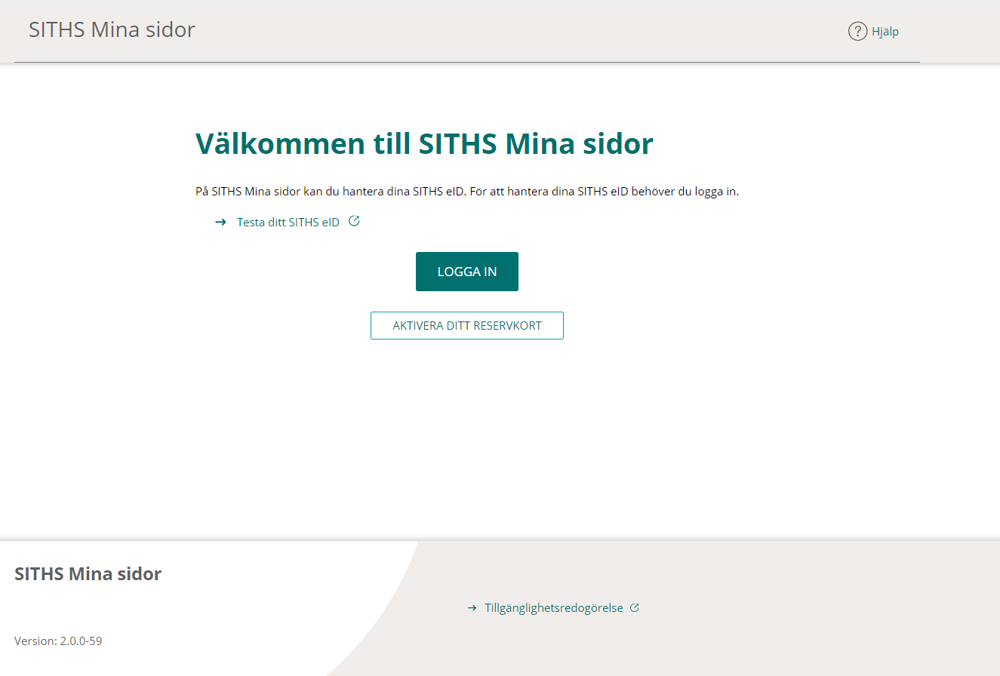 SITHS Mina sidor
Hjälp
Välkommen till SITHS Mina sidor
På SITHS Mina sidor kan du hantera dina SITHS eID. För att hantera dina SITHS eID behöver du logga in.
Testa ditt SITHS eID
LOGGA IN
AKTIVERA DITT RESERVKORT
SITHS Mina sidor
Tillgänglighetsredogörelse
Version: 2.0.0-59